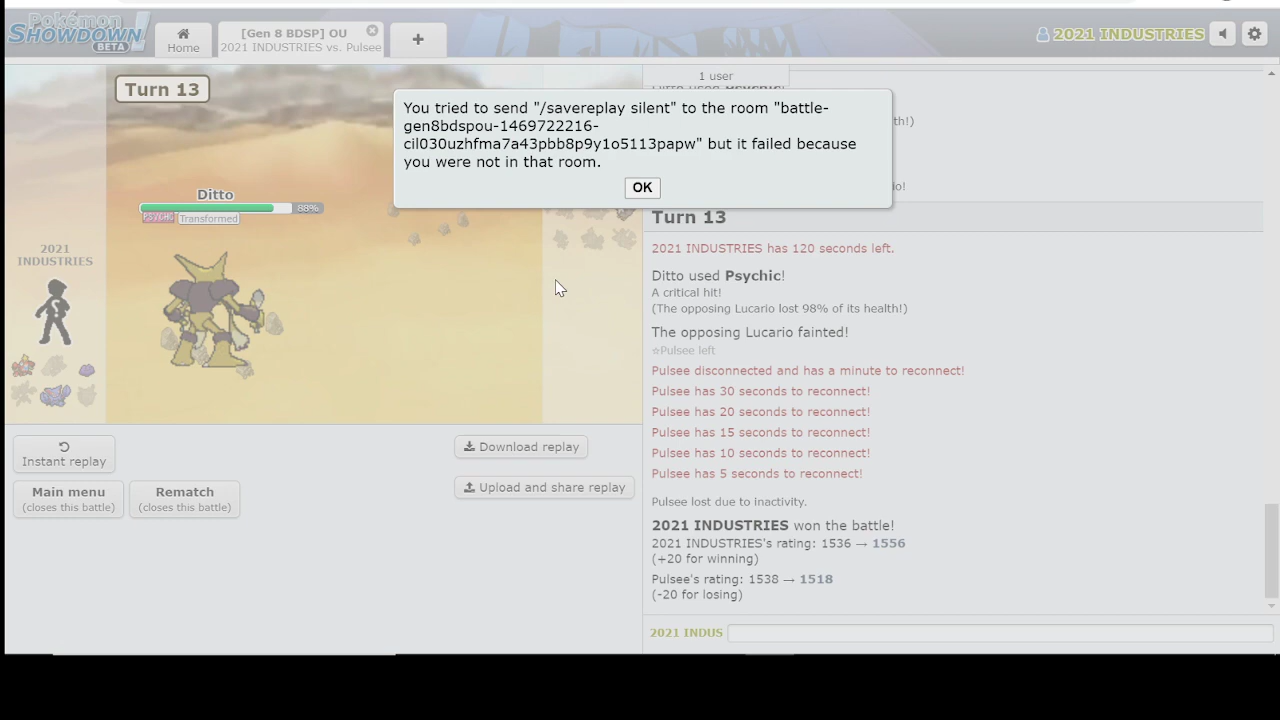 Pokémon
SHOWDOWN!
BETA
Home
[Gen 8 BDSP] OU
2021 INDUSTRIES vs. Pulsee
+
2021 INDUSTRIES
Turn 13
1 user
You tried to send "/savereplay silent" to the room "battle-
gen8bdspou-1469722216-
cil030uzhfma7a43pbb8p9y1o5113papw" but it failed because
you were not in that room.
OK
th!)
o!
Ditto
88%
PSYCHIC Transformed
2021
INDUSTRIES
Turn 13
2021 INDUSTRIES has 120 seconds left.
Ditto used Psychic!
A critical hit!
(The opposing Lucario lost 98% of its health!)
The opposing Lucario fainted!
☆Pulsee left
Pulsee disconnected and has a minute to reconnect!
Pulsee has 30 seconds to reconnect!
Pulsee has 20 seconds to reconnect!
Pulsee has 15 seconds to reconnect!
Pulsee has 10 seconds to reconnect!
Pulsee has 5 seconds to reconnect!
Pulsee lost due to inactivity.
2021 INDUSTRIES won the battle!
2021 INDUSTRIES's rating: 1536 → 1556
(+20 for winning)
Pulsee's rating: 1538 → 1518
(-20 for losing)
2021 INDUS
Instant replay
Download replay
Upload and share replay
Main menu
(closes this battle)
Rematch
(closes this battle)